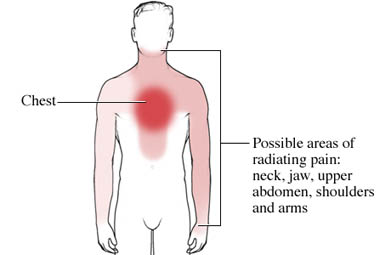 Chest
Possible areas of
radiating pain:
neck, jaw, upper
abdomen, shoulders
and arms